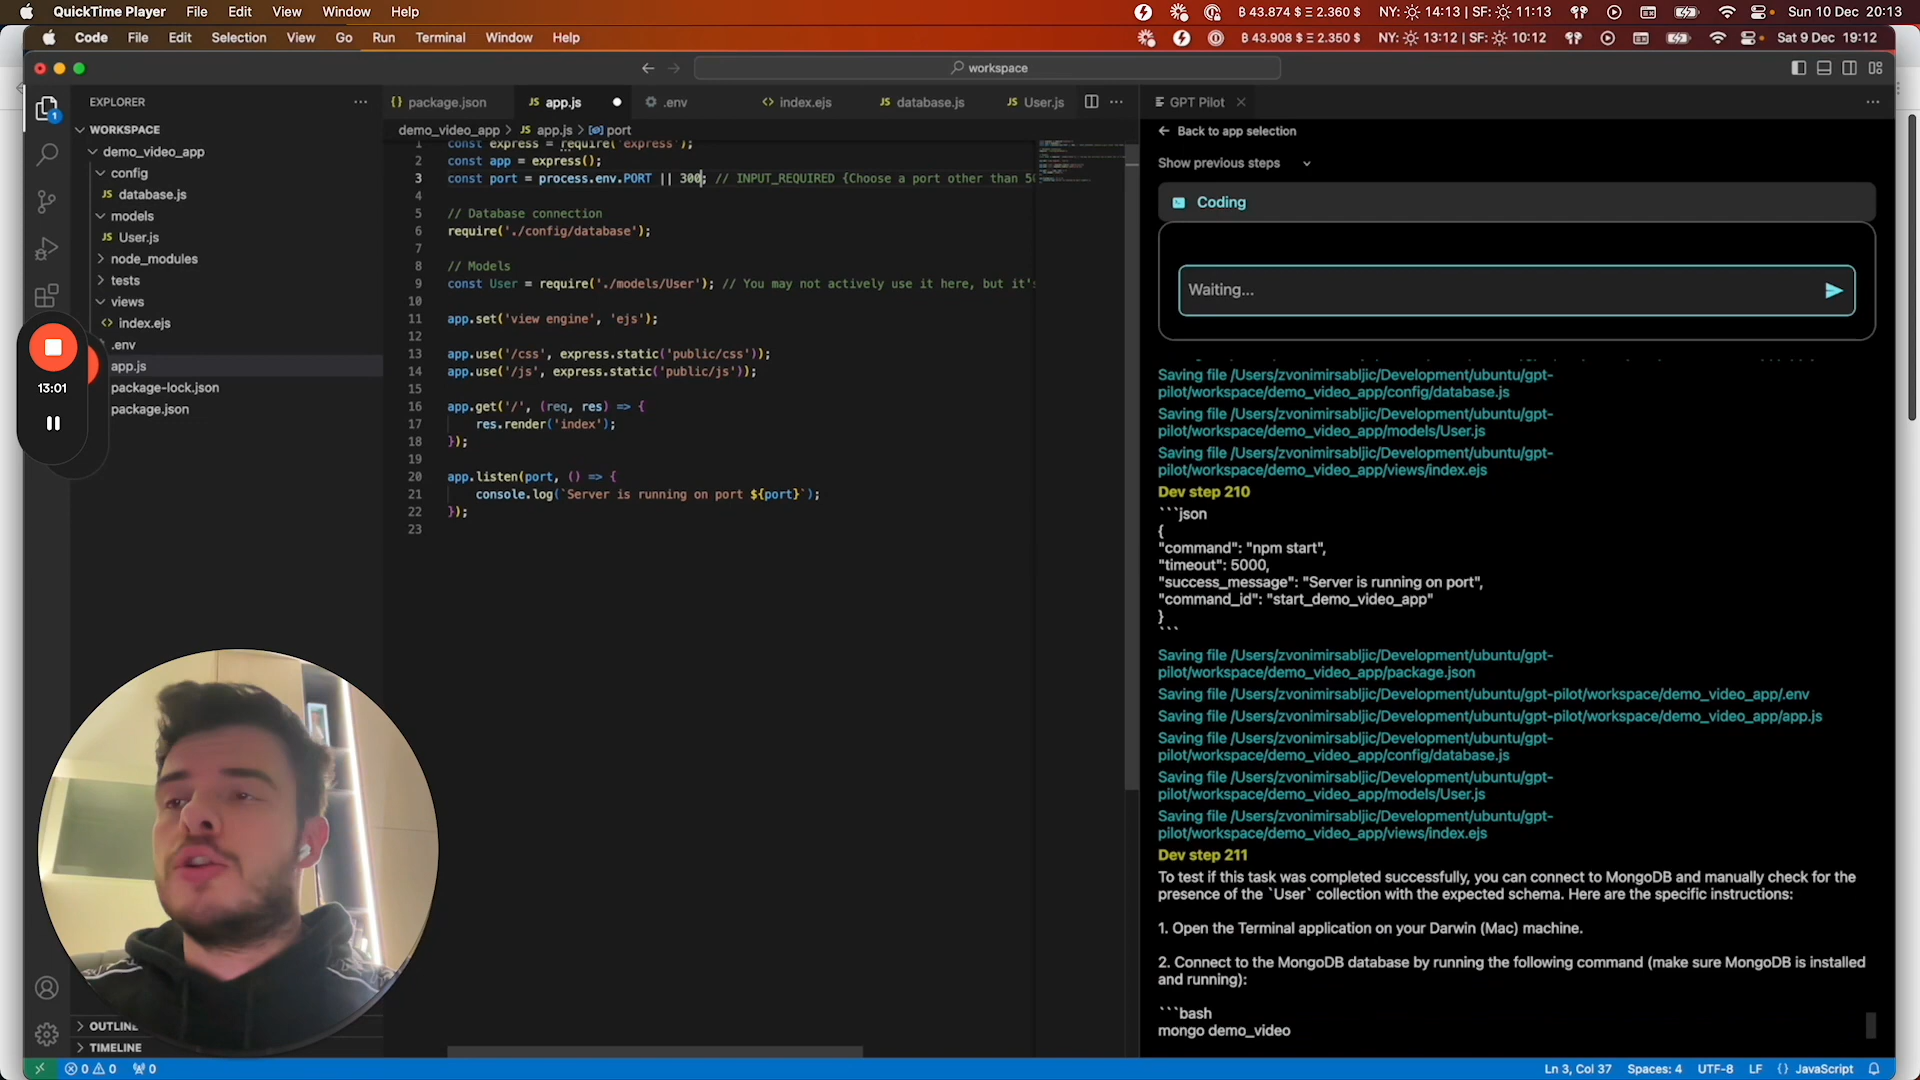 QuickTime Player File Edit View Window Help
₿ 43.874 $ Ξ 2.360 $ NY: 14:13 | SF: 11:13 Sun 10 Dec 20:13
Code File Edit Selection View Go Run Terminal Window Help
₿ 43.908 $ Ξ 2.350 $ NY: 13:12 | SF: 10:12 Sat 9 Dec 19:12
workspace
EXPLORER
WORKSPACE
demo_video_app
config
JS database.js
models
JS User.js
node_modules
tests
views
<> index.ejs
.env
app.js
package-lock.json
package.json
OUTLINE
TIMELINE
1
13:01
{} package.json JS app.js .env <> index.ejs JS database.js JS User.js
demo_video_app > JS app.js > port
1 const express = require('express');
2 const app = express();
3 const port = process.env.PORT || 300; // INPUT_REQUIRED {Choose a port other than 50
4
5 // Database connection
6 require('./config/database');
7
8 // Models
9 const User = require('./models/User'); // You may not actively use it here, but it's
10
11 app.set('view engine', 'ejs');
12
13 app.use('/css', express.static('public/css'));
14 app.use('/js', express.static('public/js'));
15
16 app.get('/', (req, res) => {
17 res.render('index');
18 });
19
20 app.listen(port, () => {
21 console.log(`Server is running on port ${port}`);
22 });
23
GPT Pilot
Back to app selection
Show previous steps
Coding
Waiting...
Saving file /Users/zvonimirsabljic/Development/ubuntu/gpt-
pilot/workspace/demo_video_app/config/database.js
Saving file /Users/zvonimirsabljic/Development/ubuntu/gpt-
pilot/workspace/demo_video_app/models/User.js
Saving file /Users/zvonimirsabljic/Development/ubuntu/gpt-
pilot/workspace/demo_video_app/views/index.ejs
Dev step 210
```json
{
"command": "npm start",
"timeout": 5000,
"success_message": "Server is running on port",
"command_id": "start_demo_video_app"
}
```
Saving file /Users/zvonimirsabljic/Development/ubuntu/gpt-
pilot/workspace/demo_video_app/package.json
Saving file /Users/zvonimirsabljic/Development/ubuntu/gpt-pilot/workspace/demo_video_app/.env
Saving file /Users/zvonimirsabljic/Development/ubuntu/gpt-pilot/workspace/demo_video_app/app.js
Saving file /Users/zvonimirsabljic/Development/ubuntu/gpt-
pilot/workspace/demo_video_app/config/database.js
Saving file /Users/zvonimirsabljic/Development/ubuntu/gpt-
pilot/workspace/demo_video_app/models/User.js
Saving file /Users/zvonimirsabljic/Development/ubuntu/gpt-
pilot/workspace/demo_video_app/views/index.ejs
Dev step 211
To test if this task was completed successfully, you can connect to MongoDB and manually check for the
presence of the `User` collection with the expected schema. Here are the specific instructions:
1. Open the Terminal application on your Darwin (Mac) machine.
2. Connect to the MongoDB database by running the following command (make sure MongoDB is installed
and running):
```bash
mongo demo_video
0 0 0
Ln 3, Col 37 Spaces: 4 UTF-8 LF {} JavaScript